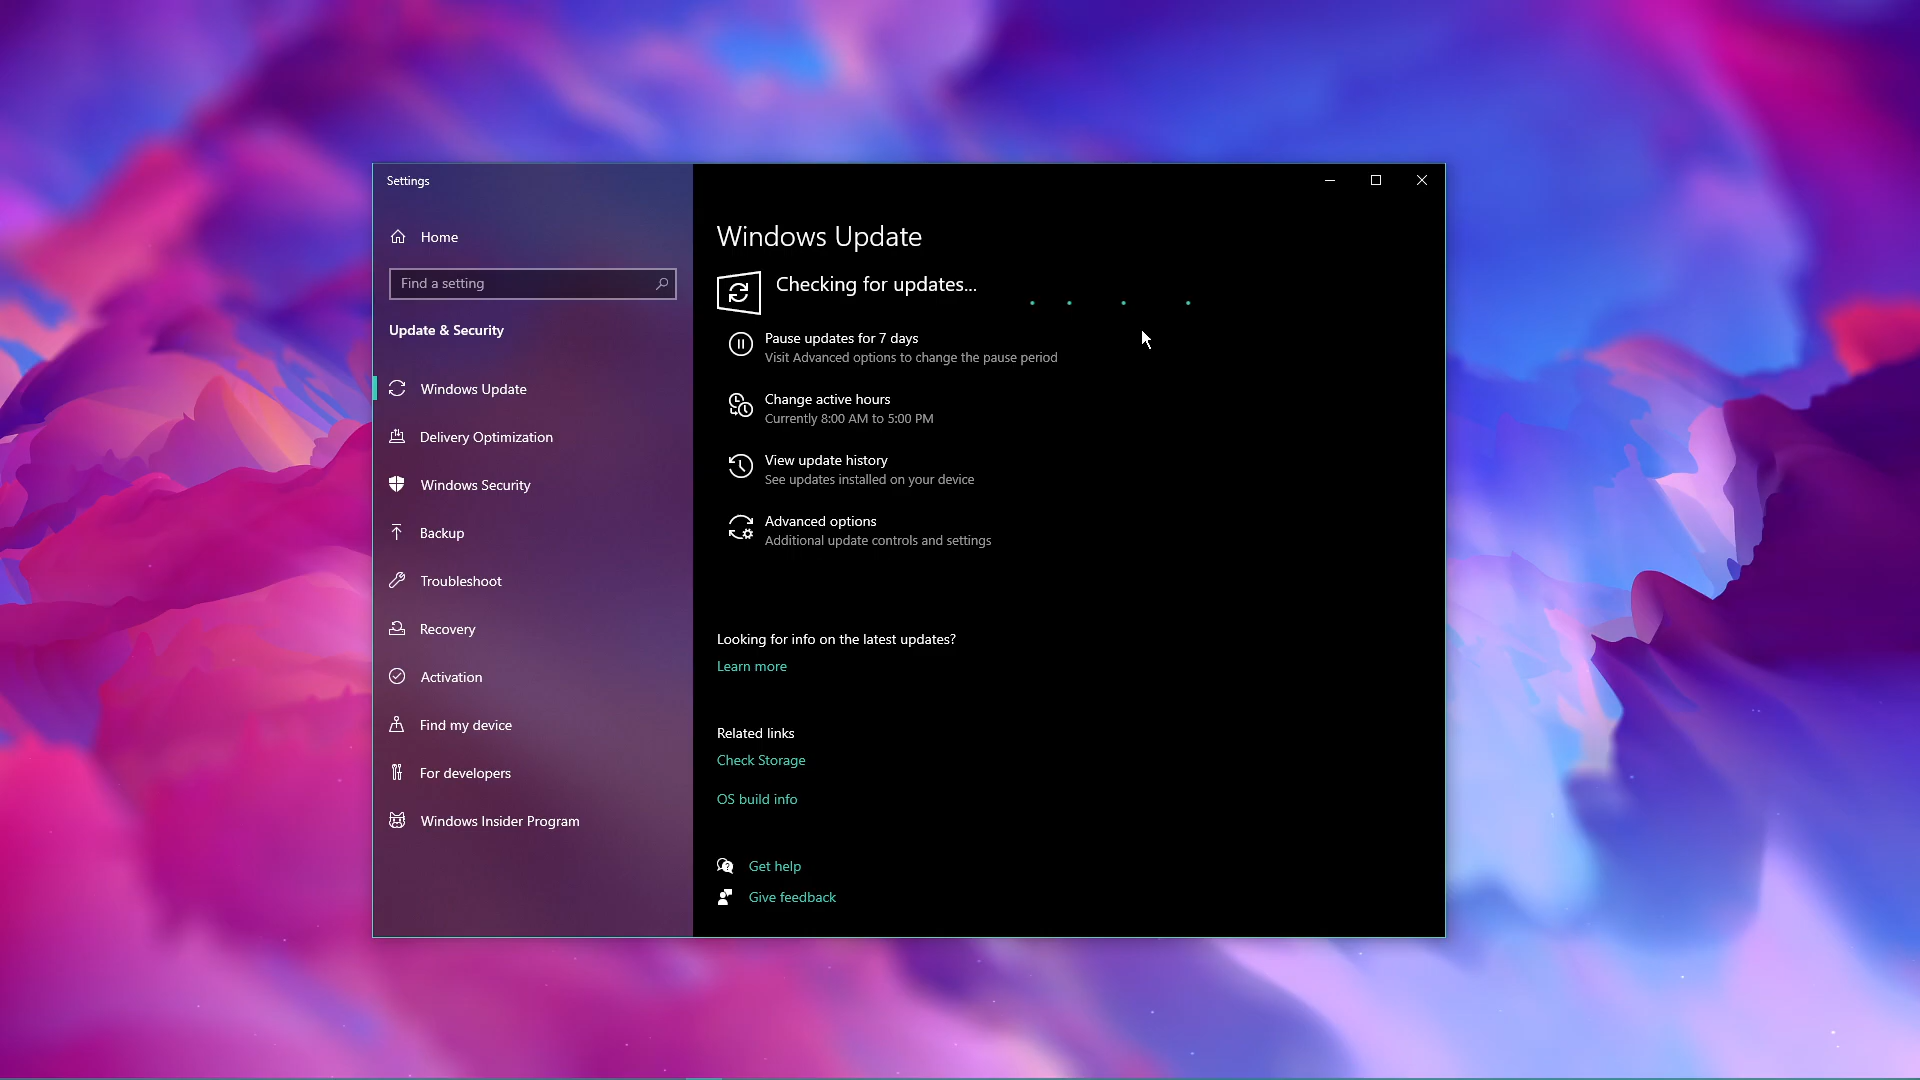 Settings
Home
Find a setting
Update & Security
Windows Update
Delivery Optimization
Windows Security
Backup
Troubleshoot
Recovery
Activation
Find my device
For developers
Windows Insider Program
Windows Update
Checking for updates...
Pause updates for 7 days
Visit Advanced options to change the pause period
Change active hours
Currently 8:00 AM to 5:00 PM
View update history
See updates installed on your device
Advanced options
Additional update controls and settings
Looking for info on the latest updates?
Learn more
Related links
Check Storage
OS build info
Get help
Give feedback